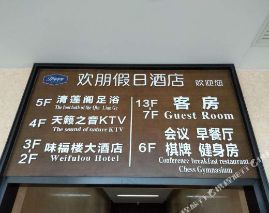 欢朋假日酒店 欢迎您
5F 清莲阁足浴
The foot bath of the Qing Lian Ge
4F 天籁之音KTV
The sound of nature KTV
3F
2F 味福楼大酒店
Weifulou Hotel
13F
7F 客房
Guest Room
6F 会议 早餐厅
棋牌 健身房
Conference breakfast restaurant
Chess Gymnasium